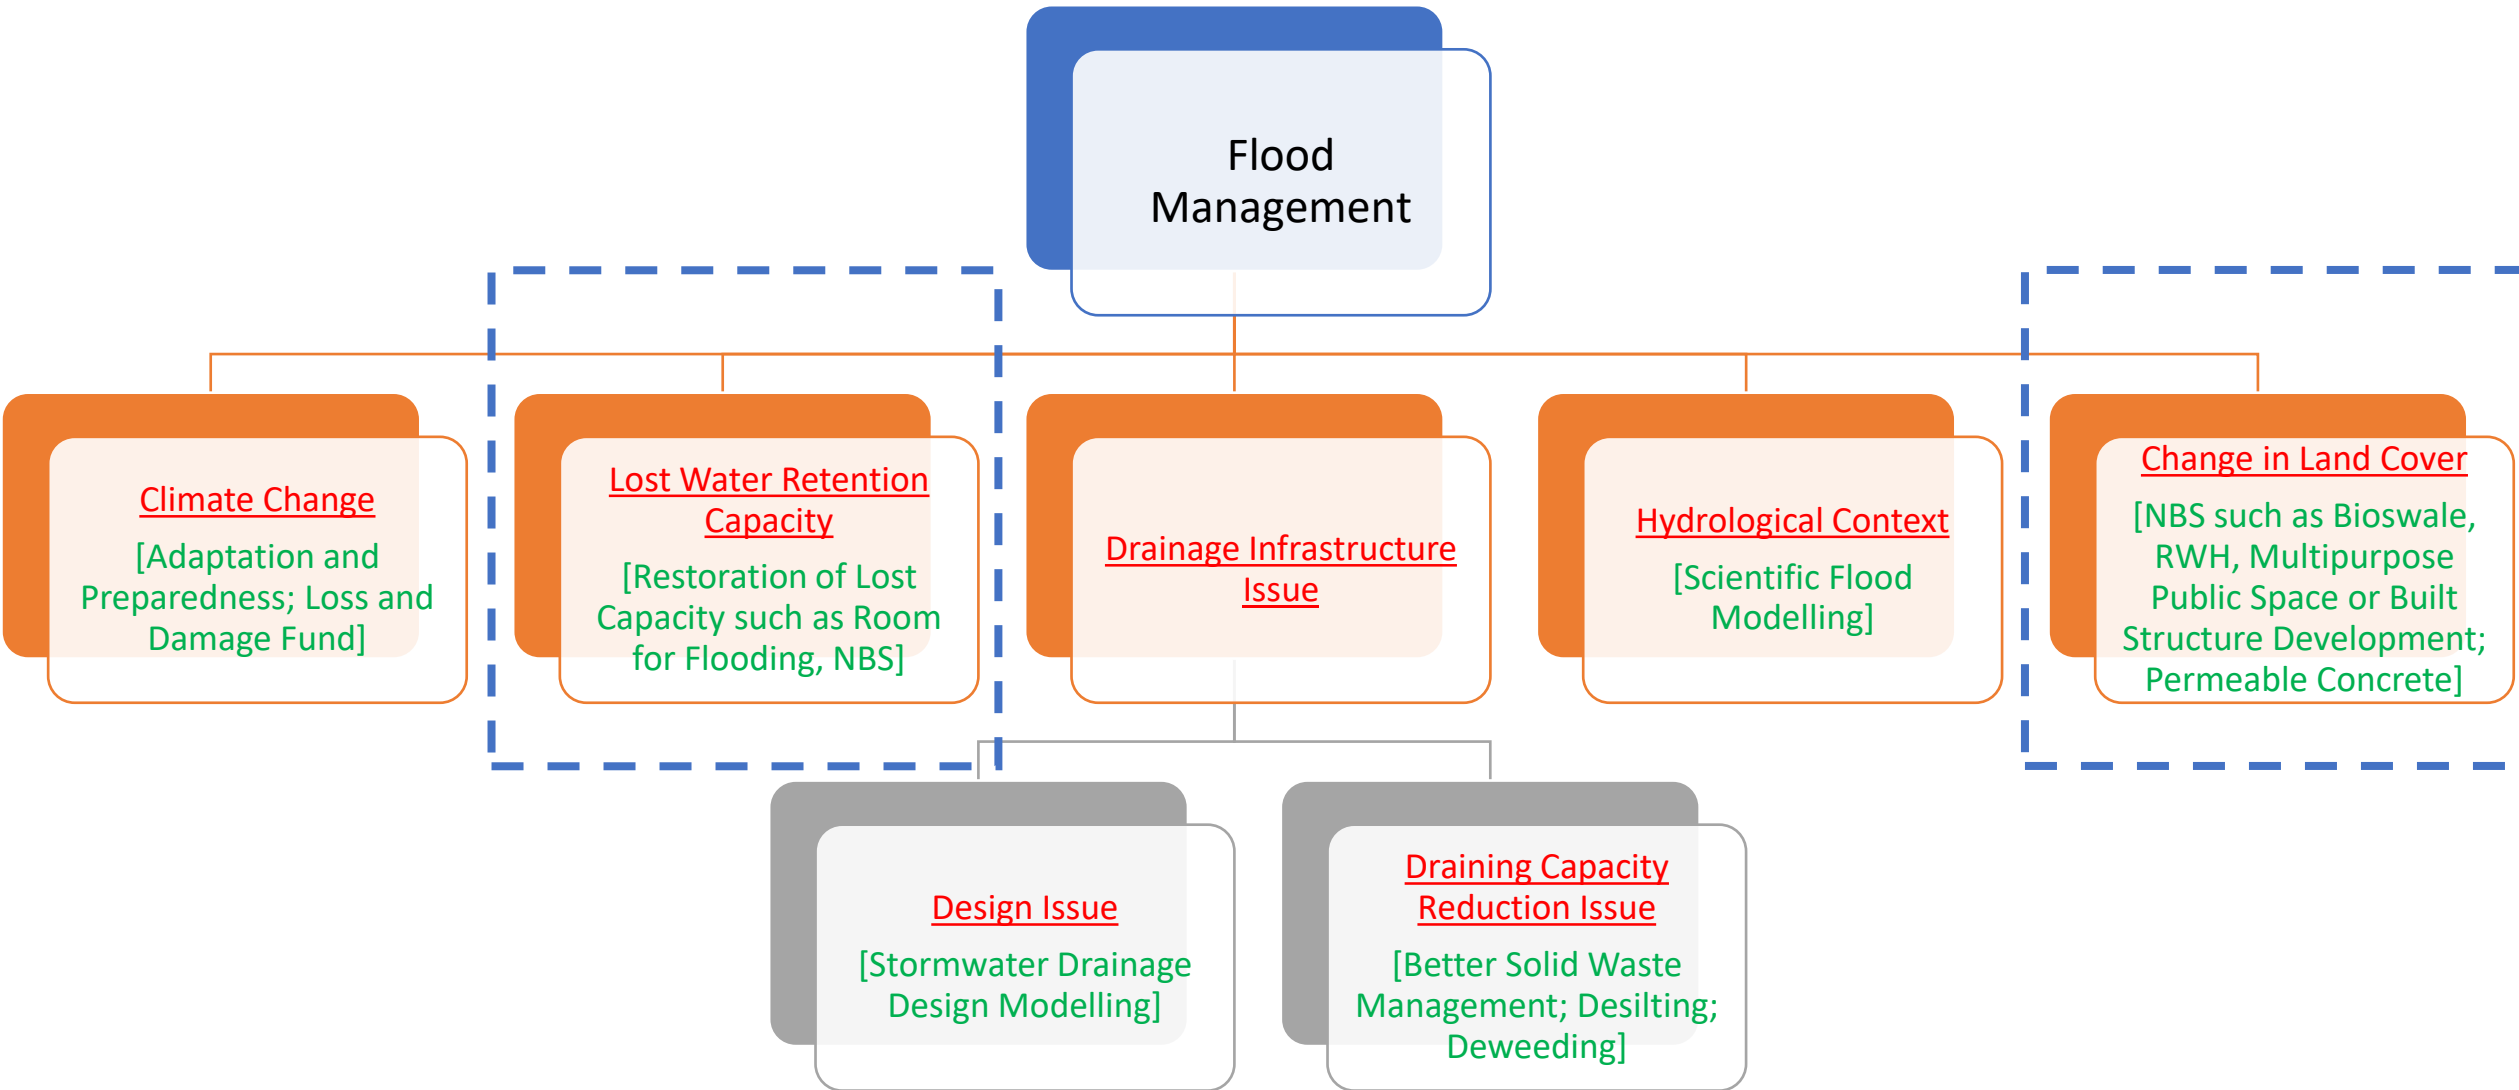 Flood
Management
Climate Change
[Adaptation and
Preparedness; Loss and
Damage Fund]
Lost Water Retention
Capacity
[Restoration of Lost
Capacity such as Room
for Flooding, NBS]
Drainage Infrastructure
Issue
Hydrological Context
[Scientific Flood
Modelling]
Change in Land Cover
[NBS such as Bioswale,
RWH, Multipurpose
Public Space or Built
Structure Development;
Permeable Concrete]
Design Issue
[Stormwater Drainage
Design Modelling]
Draining Capacity
Reduction Issue
[Better Solid Waste
Management; Desilting;
Deweeding]